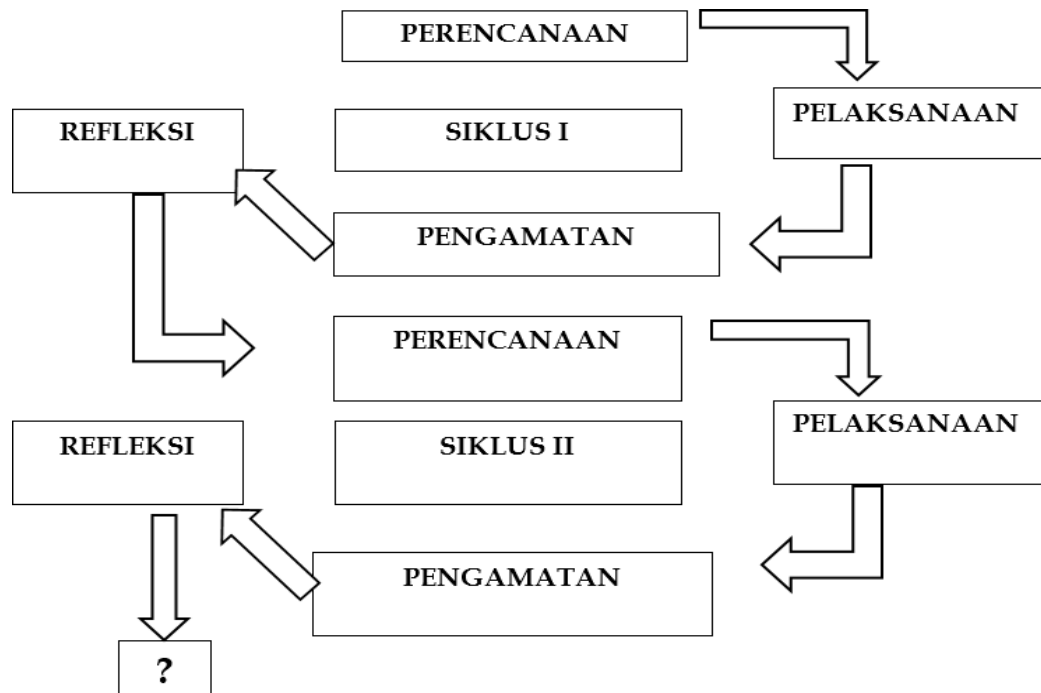 PERENCANAAN
PELAKSANAAN
REFLEKSI
SIKLUS I
PENGAMATAN
PERENCANAAN
PELAKSANAAN
REFLEKSI
SIKLUS II
PENGAMATAN
?